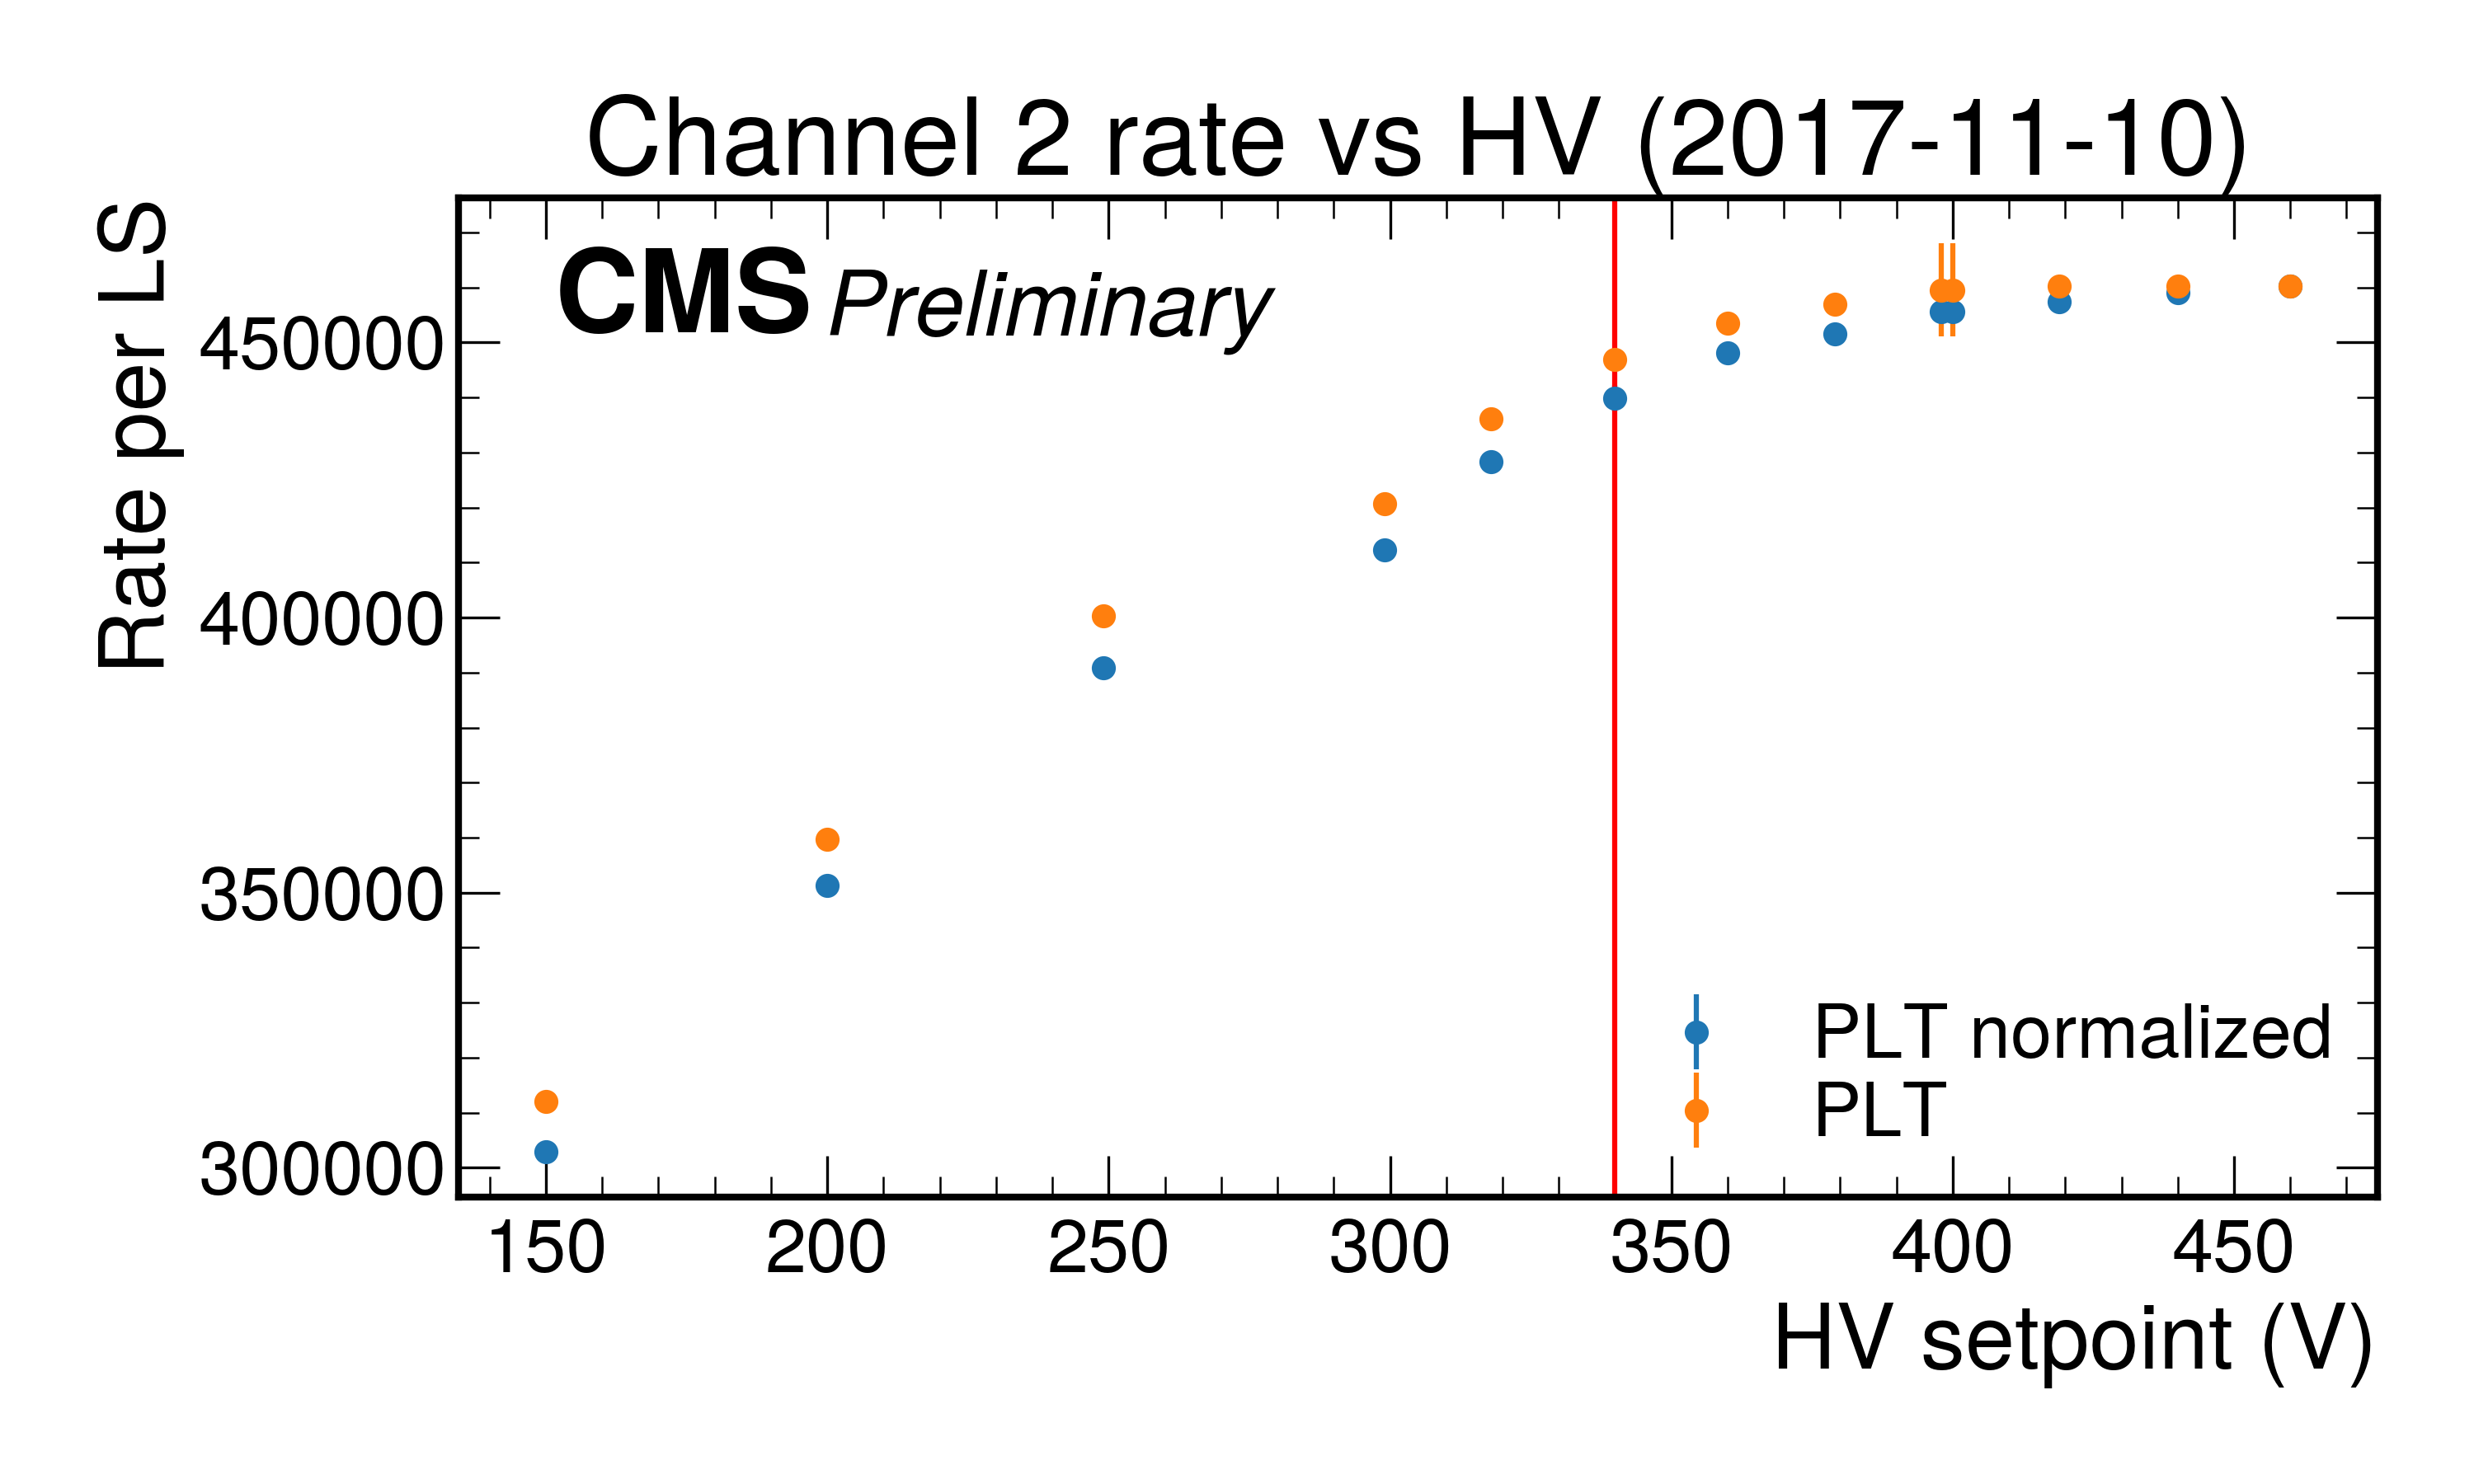 Channel 2 rate vs HV (2017-11-10)
CMS Preliminary
Rate per LS
450000
400000
350000
300000
PLT normalized
PLT
150 200 250 300 350 400 450
HV setpoint (V)